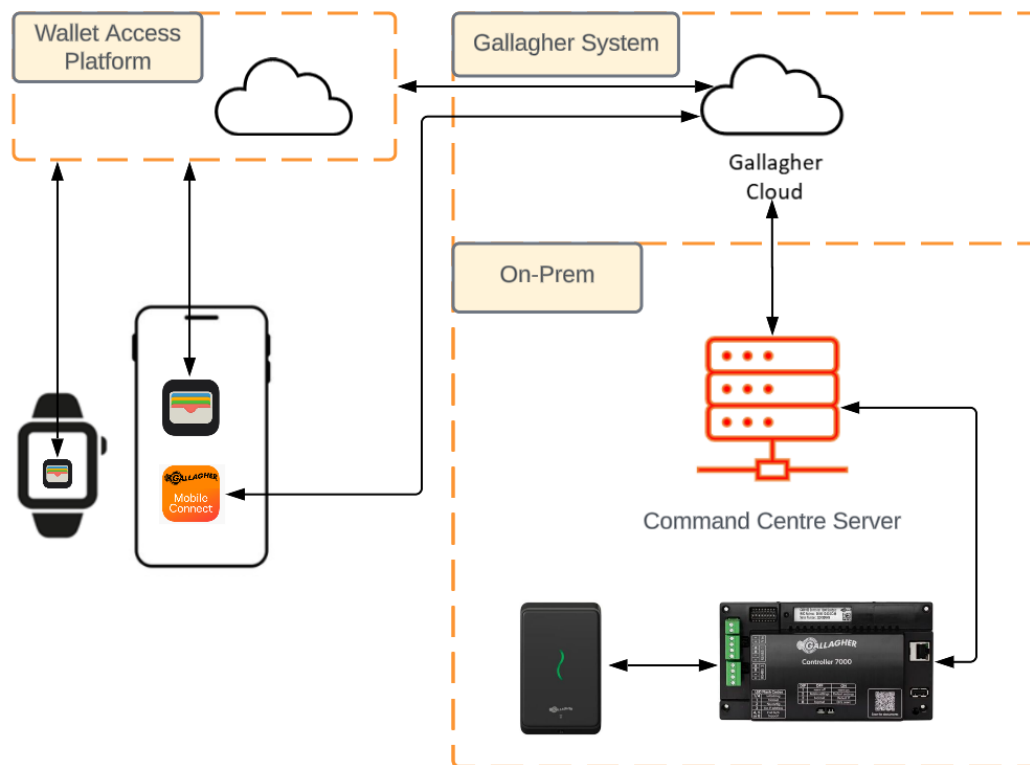 Wallet Access
Platform
Gallagher System
Gallagher
Cloud
On-Prem
GALLAGHER
Mobile
Connect
Command Centre Server
GALLAGHER
Controller 7000